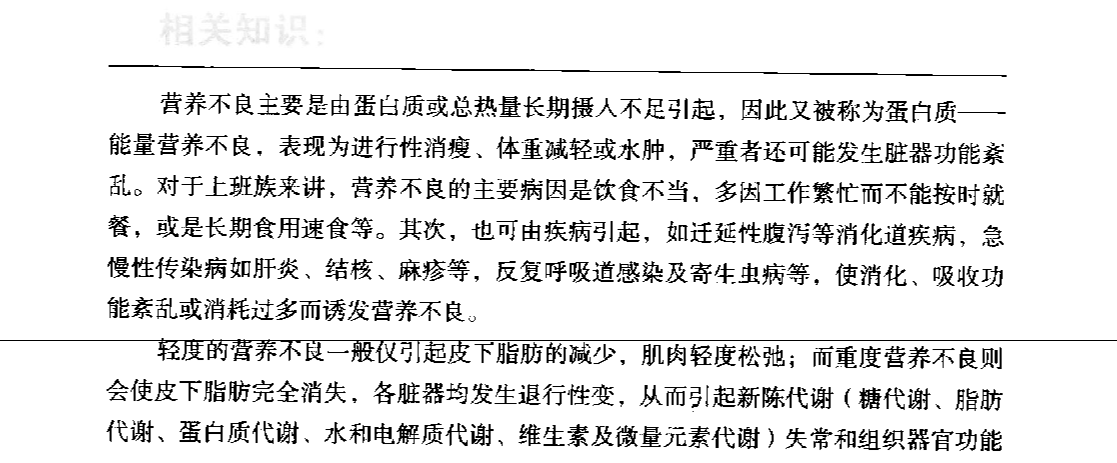 相关知识：
营养不良主要是由蛋白质或总热量长期摄人不足引起，因此又被称为蛋白质——
能量营养不良，表现为进行性消瘦、体重减轻或水肿，严重者还可能发生脏器功能紊
乱。对于上班族来讲，营养不良的主要病因是饮食不当，多因工作繁忙而不能按时就
餐，或是长期食用速食等。其次，也可由疾病引起，如迁延性腹泻等消化道疾病，急
慢性传染病如肝炎、结核、麻疹等，反复呼吸道感染及寄生虫病等，使消化、吸收功
能紊乱或消耗过多而诱发营养不良。
轻度的营养不良一般仅引起皮下脂肪的减少，肌肉轻度松弛；而重度营养不良则
会使皮下脂肪完全消失，各脏器均发生退行性变，从而引起新陈代谢（糖代谢、脂肪
代谢、蛋白质代谢、水和电解质代谢、维生素及微量元素代谢）失常和组织器官功能